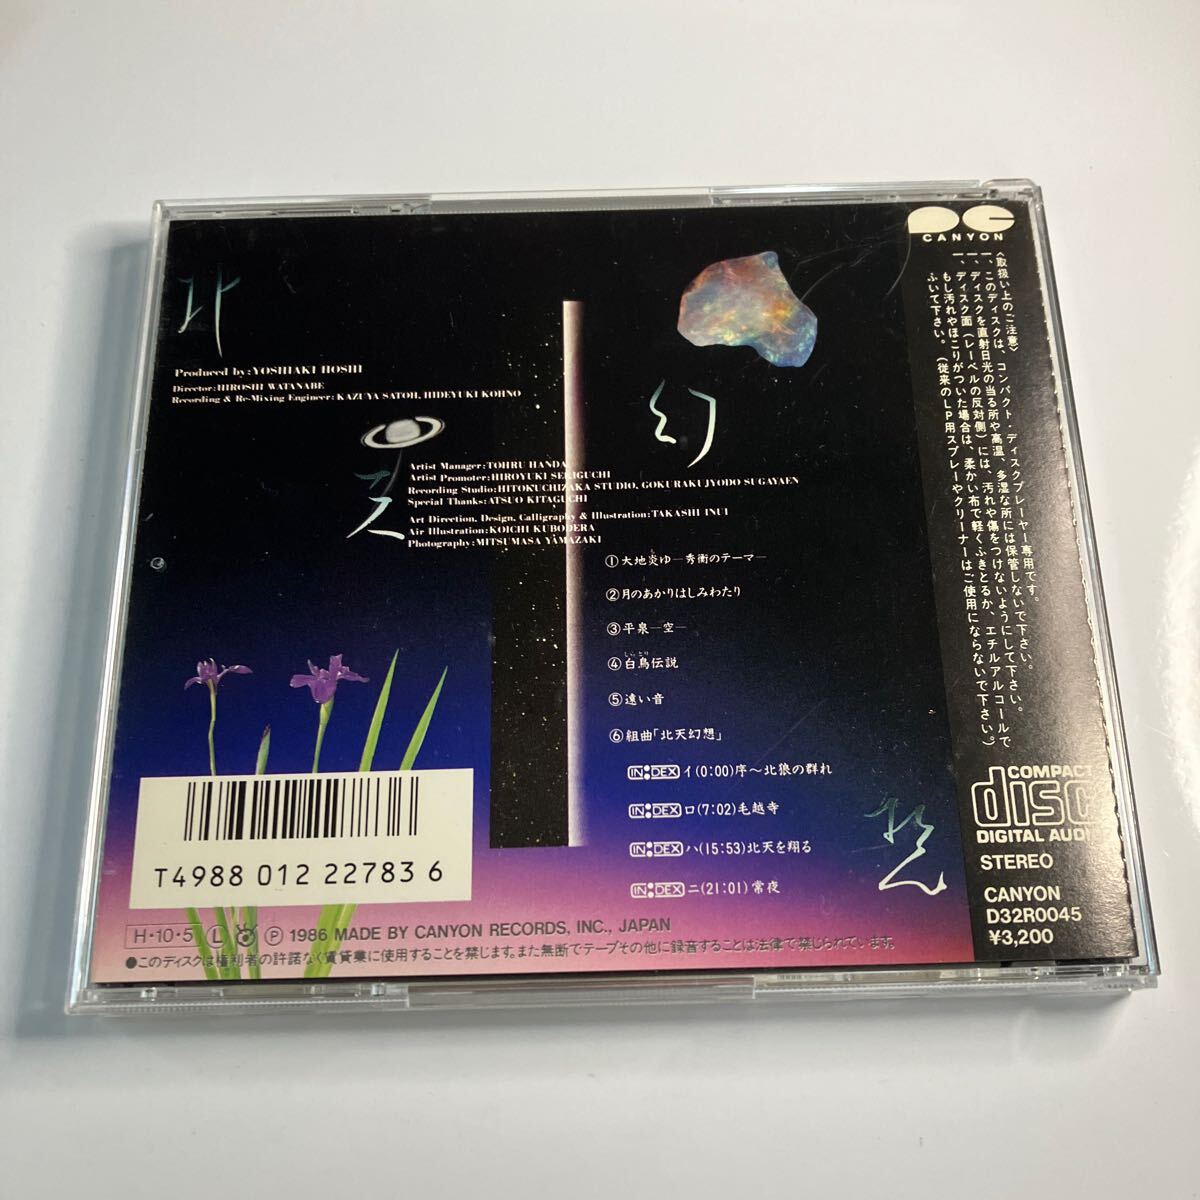 北
天
幻
想
Produced by:YOSHIAKI HOSHI
Director:HIROSHI WATANABE
Recording & Re-Mixing Engineer:KAZUYA SATOH, HIDEYUKI KOHNO
Artist Manager:TOHRU HANDA
Artist Promoter:HIROYUKI SEKIGUCHI
Recording Studio:HITOKUCHIZAKA STUDIO, GOKURAKU JYODO SUGAYAEN
Special Thanks:ATSUO KITAGUCHI
Art Direction, Design, Calligraphy & Illustration:TAKASHI INUI
Air Illustration:KOICHI KUBODERA
Photography:MITSUMASA YAMAZAKI
①大地炎ゆ—秀衡のテーマ—
②月のあかりはしみわたり
③平泉—空—
④白鳥伝説
しらとり
⑤遠い音
⑥組曲「北天幻想」
INDEX イ(0:00)序〜北狼の群れ
INDEX ロ(7:02)毛越寺
INDEX ハ(15:53)北天を翔る
INDEX ニ(21:01)常夜
T4988 012 22783 6
H・10・5 L Ⓟ 1986 MADE BY CANYON RECORDS, INC., JAPAN
●このディスクは権利者の許諾なく賃貸業に使用することを禁じます。また無断でテープその他に録音することは法律で禁じられています。
CANYON
〈取扱い上のご注意〉
一、このディスクは、コンパクト・ディスクプレーヤー専用です。
一、ディスクを直射日光の当る所や高温、多湿な所には保管しないで下さい。
一、ディスク面(レーベルの反対側)には、汚れや傷をつけないようにして下さい。
もし汚れやほこりがついた場合は、柔かい布で軽くふきとるか、エチルアルコールで
ふいて下さい。(従来のLP用スプレーやクリーナーはご使用にならないで下さい。)
COMPACT
disc
DIGITAL AUDIO
STEREO
CANYON
D32R0045
¥3,200